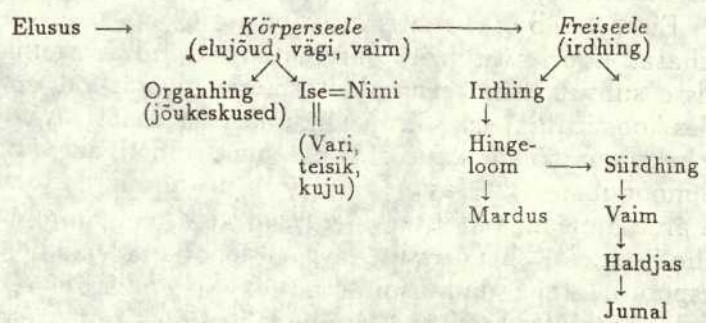 Elusus → Körperseele → Freiseele
(elujõud, vägi, vaim) (irdhing)
Organhing Ise=Nimi Irdhing
(jõukeskused) || ↓
(Vari, Hinge-
teisik, loom → Siirdhing
kuju) ↓ ↓
Mardus Vaim
↓
Haldjas
↓
Jumal